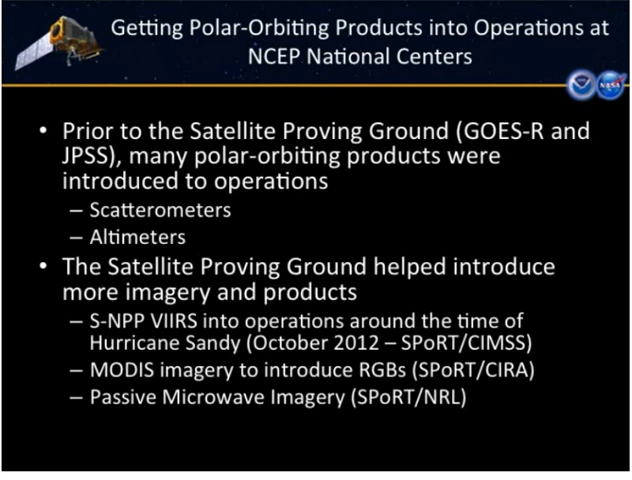 Getting Polar-Orbiting Products into Operations at
NCEP National Centers
NASA
• Prior to the Satellite Proving Ground (GOES-R and
JPSS), many polar-orbiting products were
introduced to operations
– Scatterometers
– Altimeters
• The Satellite Proving Ground helped introduce
more imagery and products
– S-NPP VIIRS into operations around the time of
Hurricane Sandy (October 2012 – SPoRT/CIMSS)
– MODIS imagery to introduce RGBs (SPoRT/CIRA)
– Passive Microwave Imagery (SPoRT/NRL)